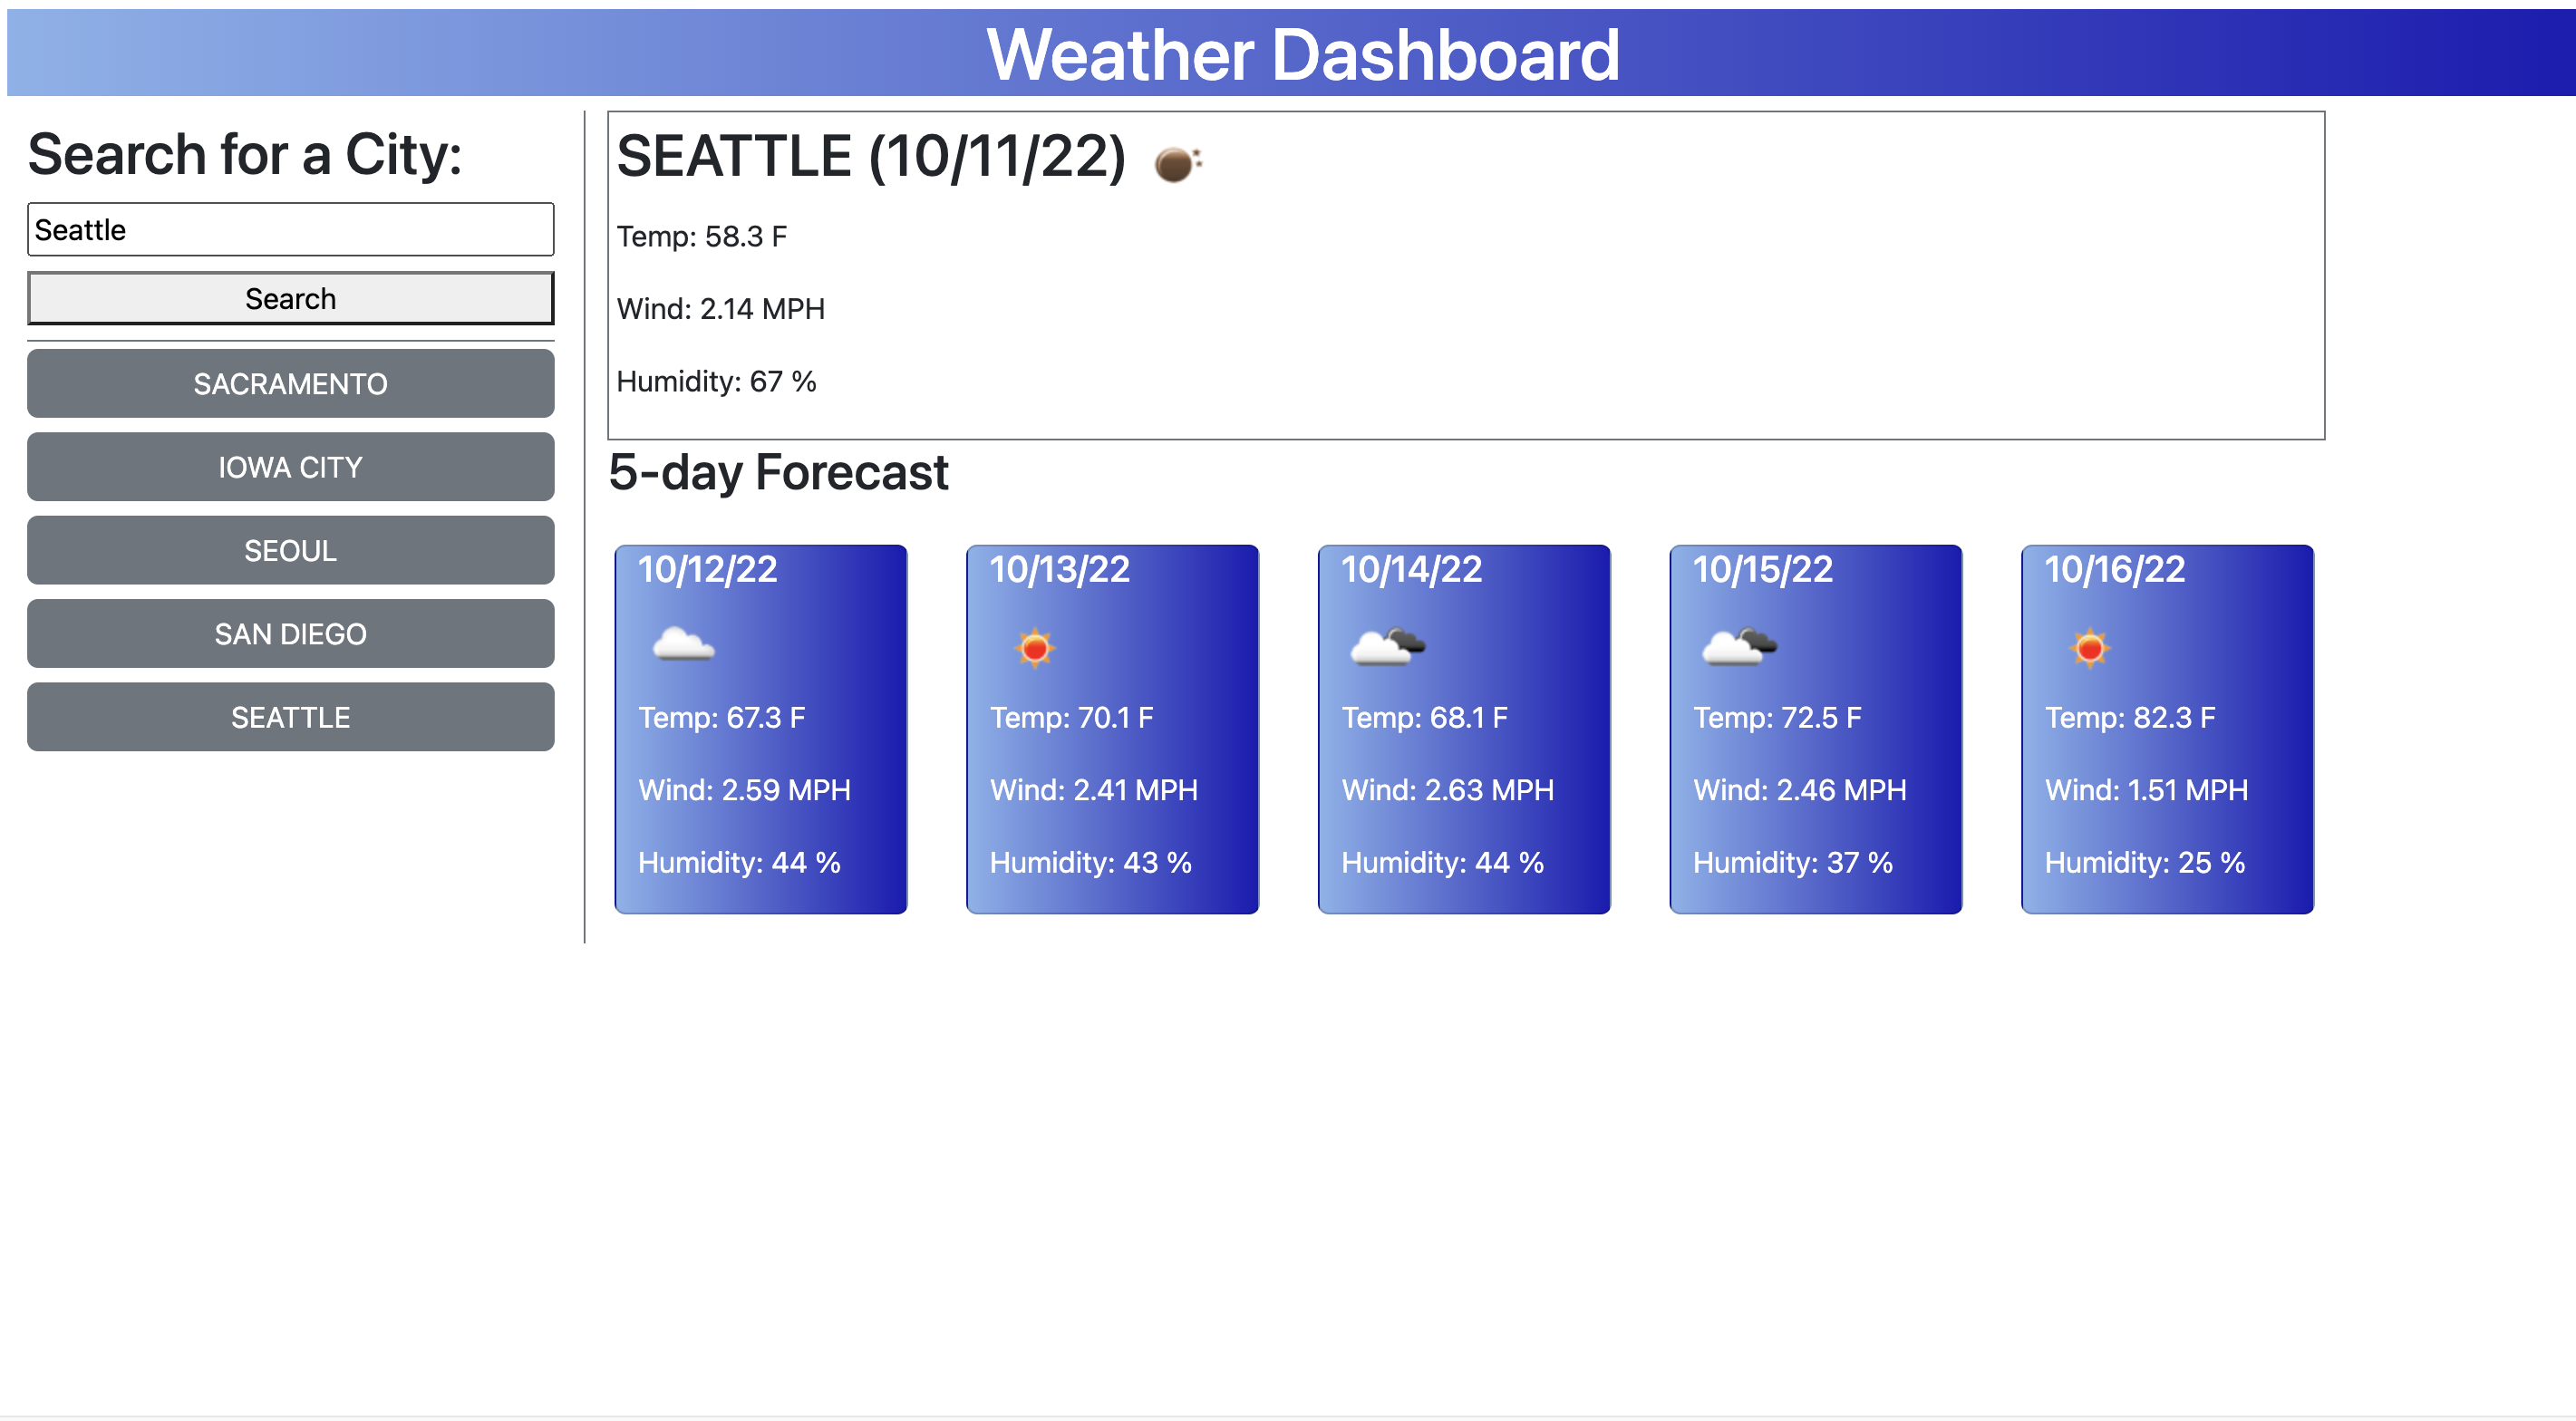 Weather Dashboard
Search for a City:
Seattle
Search
SACRAMENTO
IOWA CITY
SEOUL
SAN DIEGO
SEATTLE
SEATTLE (10/11/22)
Temp: 58.3 F
Wind: 2.14 MPH
Humidity: 67 %
5-day Forecast
10/12/22
Temp: 67.3 F
Wind: 2.59 MPH
Humidity: 44 %
10/13/22
Temp: 70.1 F
Wind: 2.41 MPH
Humidity: 43 %
10/14/22
Temp: 68.1 F
Wind: 2.63 MPH
Humidity: 44 %
10/15/22
Temp: 72.5 F
Wind: 2.46 MPH
Humidity: 37 %
10/16/22
Temp: 82.3 F
Wind: 1.51 MPH
Humidity: 25 %